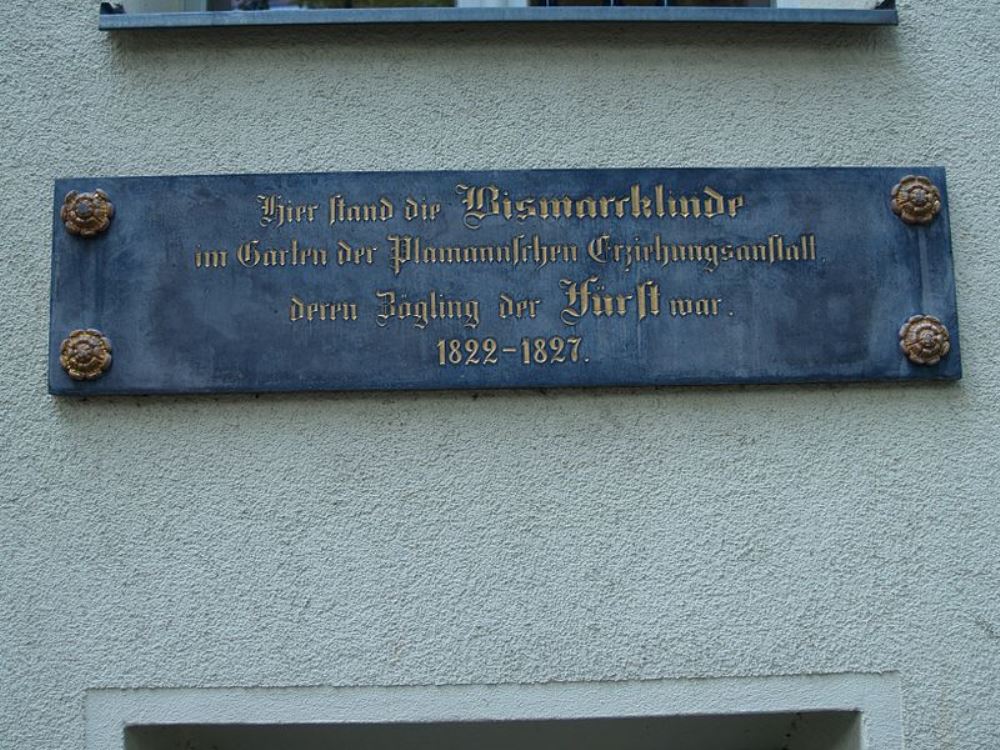 Hier stand die Bismarcklinde
im Garten der Plamannschen Erziehungsanstalt,
deren Zögling der Fürst war.
1822-1827.